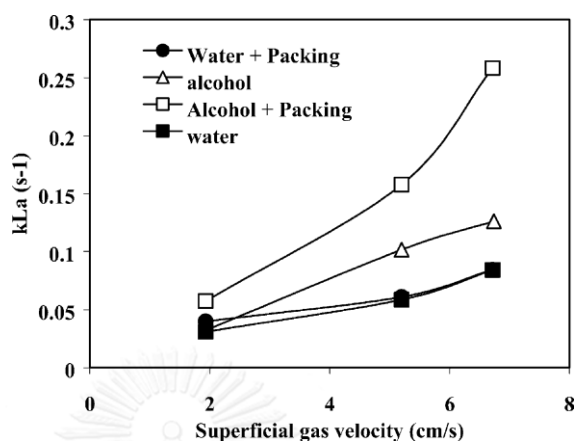 0.3
0.25
0.2
0.15
0.1
0.05
0
kLa (s-1)
Water + Packing
alcohol
Alcohol + Packing
water
0 2 4 6 8
Superficial gas velocity (cm/s)